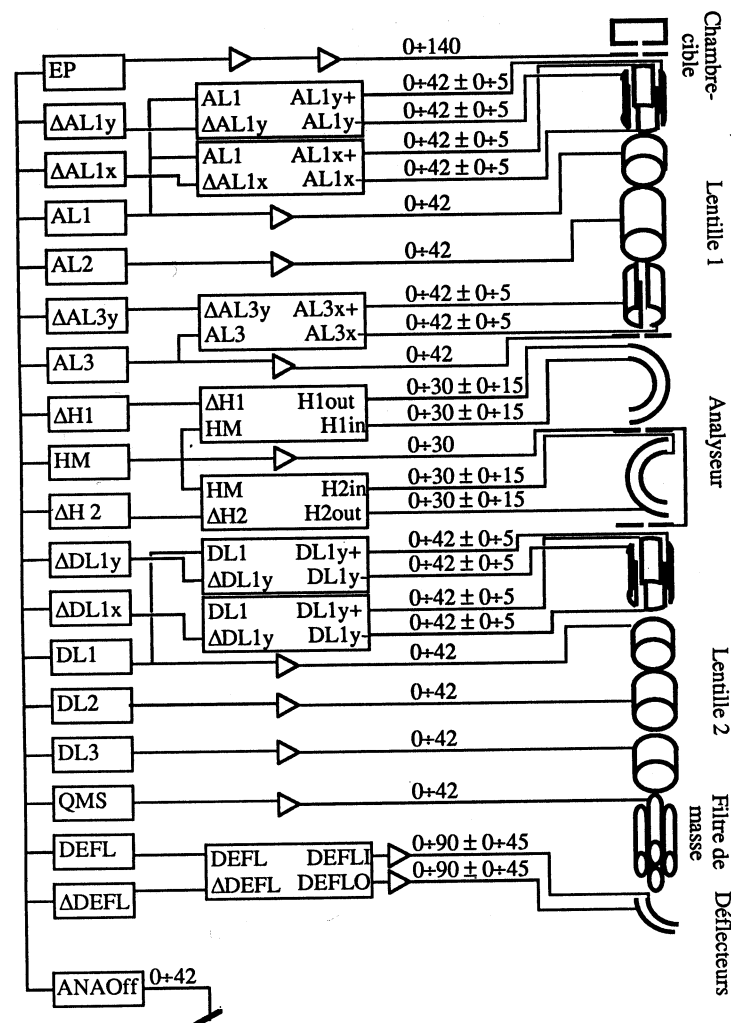 EP
0÷140
Chambre-
cible
ΔAL1y
AL1 AL1y+
ΔAL1y AL1y-
0÷42 ± 0÷5
0÷42 ± 0÷5
ΔAL1x
AL1 AL1x+
ΔAL1x AL1x-
0÷42 ± 0÷5
0÷42 ± 0÷5
AL1
0÷42
Lentille 1
AL2
0÷42
ΔAL3y
ΔAL3y AL3x+
AL3 AL3x-
0÷42 ± 0÷5
0÷42 ± 0÷5
AL3
0÷42
ΔH1
ΔH1 H1out
HM H1in
0÷30 ± 0÷15
0÷30 ± 0÷15
Analyseur
HM
0÷30
ΔH 2
HM H2in
ΔH2 H2out
0÷30 ± 0÷15
0÷30 ± 0÷15
ΔDL1y
DL1 DL1y+
ΔDL1y DL1y-
0÷42 ± 0÷5
0÷42 ± 0÷5
ΔDL1x
DL1 DL1y+
ΔDL1y DL1y-
0÷42 ± 0÷5
0÷42 ± 0÷5
DL1
0÷42
Lentille 2
DL2
0÷42
DL3
0÷42
QMS
0÷42
Filtre de
masse
DEFL
DEFL DEFLI
ΔDEFL DEFLO
0÷90 ± 0÷45
0÷90 ± 0÷45
ΔDEFL
Déflecteurs
ANAOff
0÷42